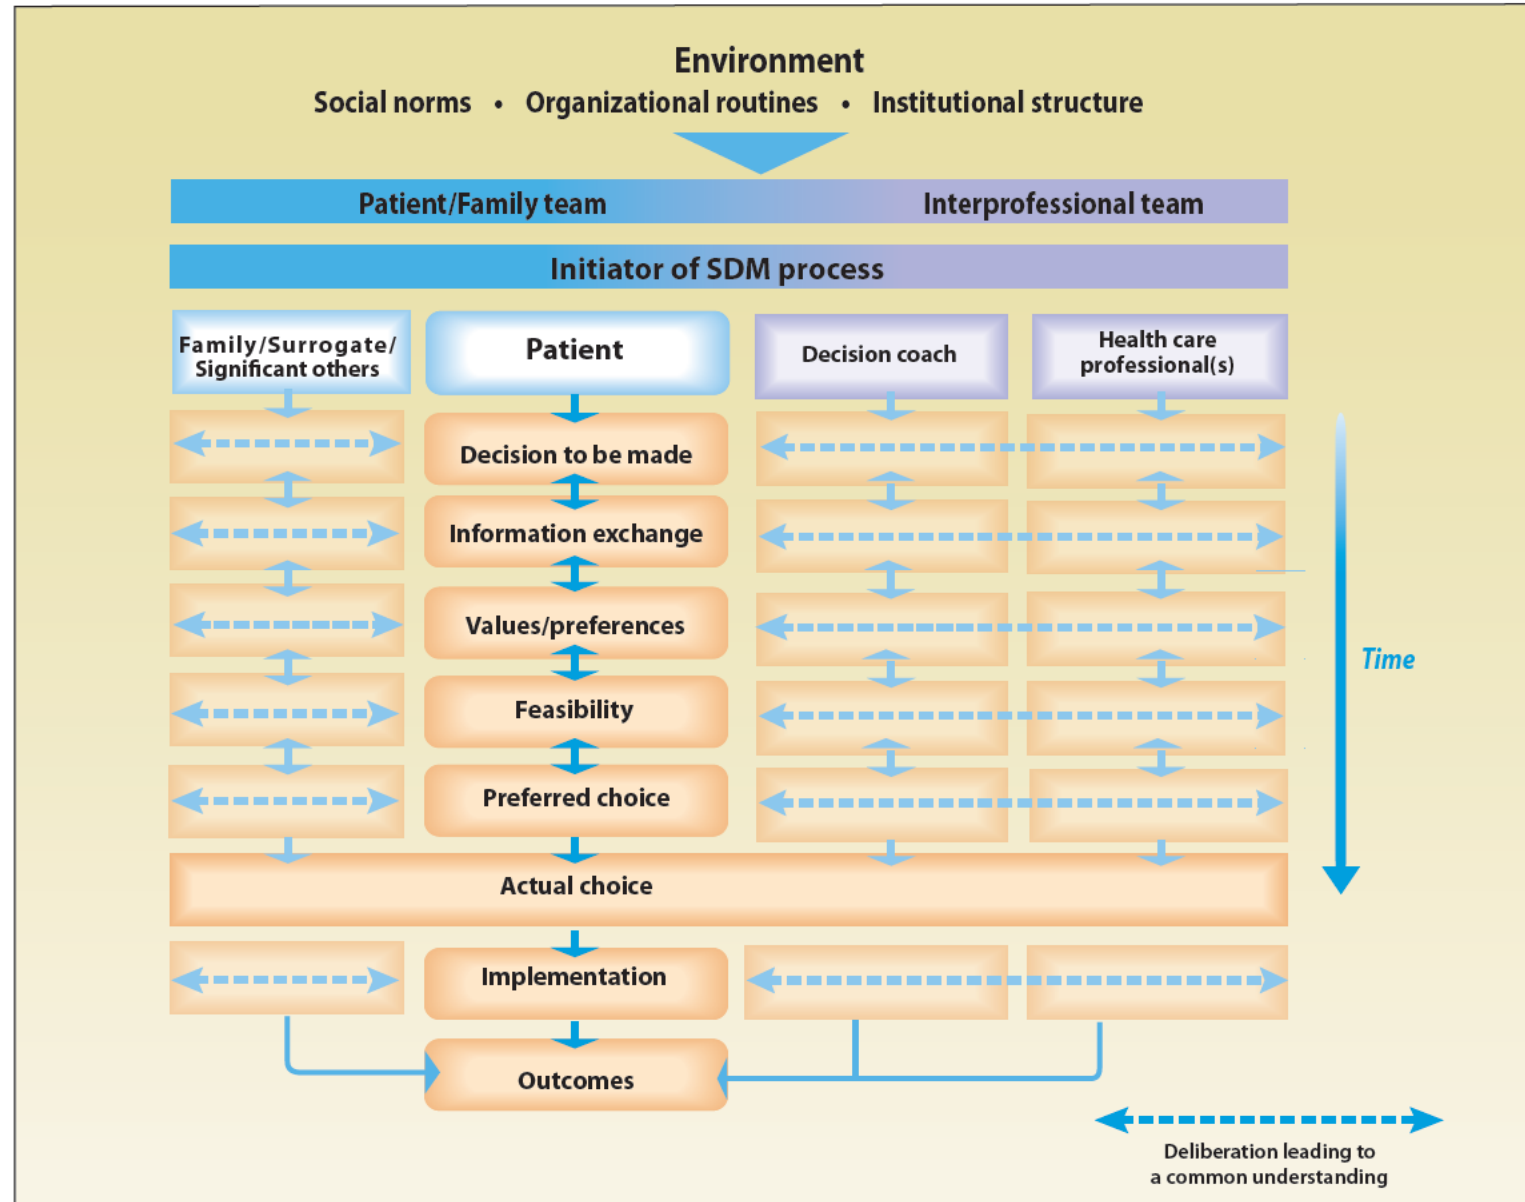 Environment
Social norms • Organizational routines • Institutional structure
Patient/Family team Interprofessional team
Initiator of SDM process
Family/Surrogate/
Significant others
Patient
Decision coach
Health care
professional(s)
Decision to be made
Information exchange
Values/preferences
Time
Feasibility
Preferred choice
Actual choice
Implementation
Outcomes
Deliberation leading to
a common understanding